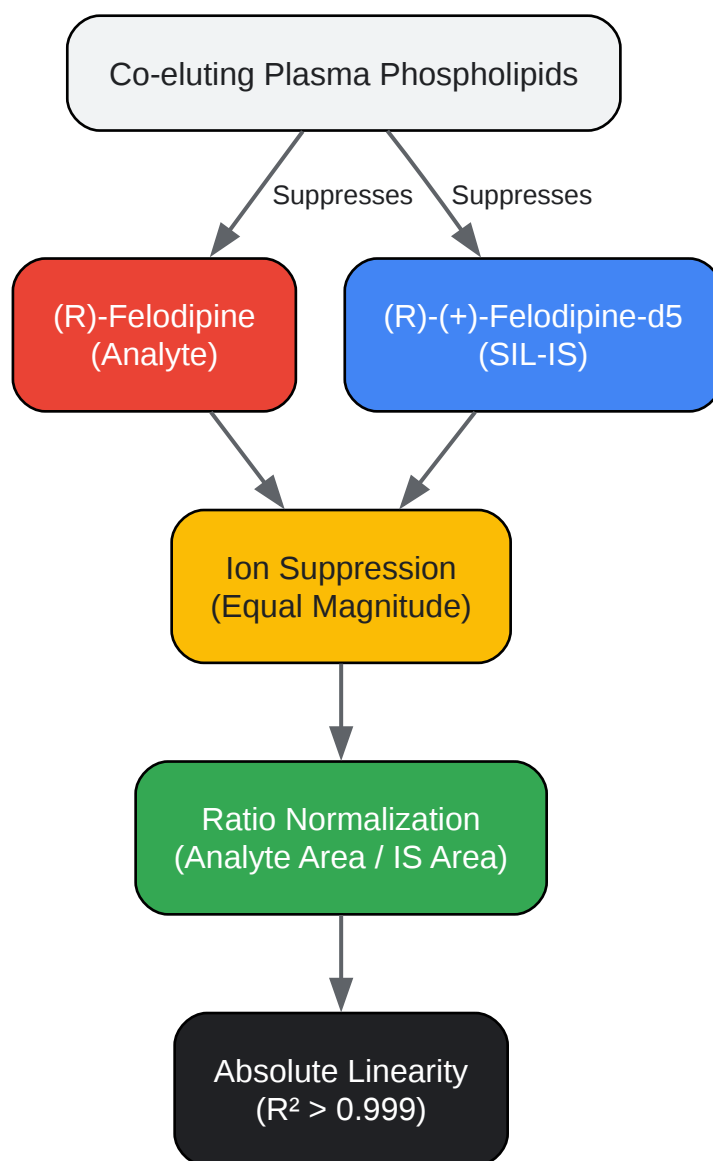 Co-eluting Plasma Phospholipids
Suppresses
Suppresses
(R)-Felodipine
(Analyte)
(R)-(+)-Felodipine-d5
(SIL-IS)
Ion Suppression
(Equal Magnitude)
Ratio Normalization
(Analyte Area / IS Area)
Absolute Linearity
(R² > 0.999)